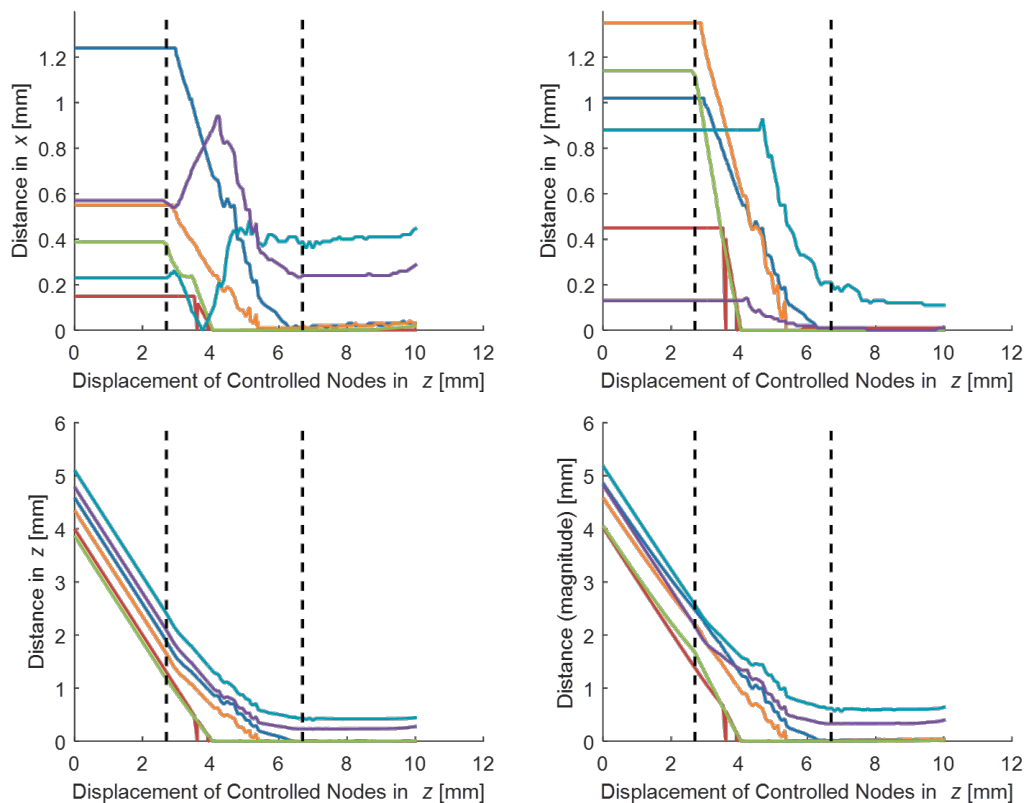 Distance in x [mm]
1.2
1
0.8
0.6
0.4
0.2
0
0 2 4 6 8 10 12
Displacement of Controlled Nodes in z [mm]
Distance in y [mm]
1.2
1
0.8
0.6
0.4
0.2
0
0 2 4 6 8 10 12
Displacement of Controlled Nodes in z [mm]
Distance in z [mm]
6
5
4
3
2
1
0
0 2 4 6 8 10 12
Displacement of Controlled Nodes in z [mm]
Distance (magnitude) [mm]
6
5
4
3
2
1
0
0 2 4 6 8 10 12
Displacement of Controlled Nodes in z [mm]